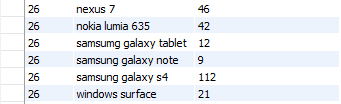 26 nexus 7 46
26 nokia lumia 635 42
26 samsumg galaxy tablet 12
26 samsung galaxy note 9
26 samsung galaxy s4 112
26 windows surface 21